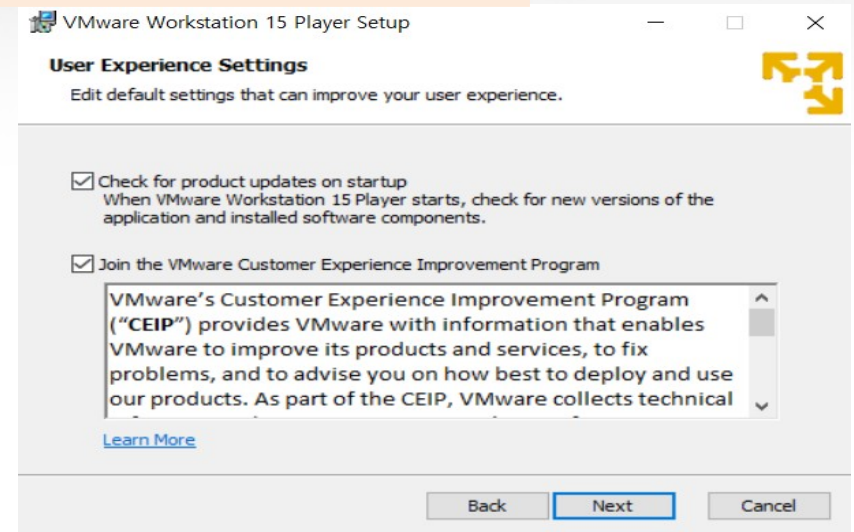 VMware Workstation 15 Player Setup
User Experience Settings
Edit default settings that can improve your user experience.
Check for product updates on startup
When VMware Workstation 15 Player starts, check for new versions of the
application and installed software components.
Join the VMware Customer Experience Improvement Program
VMware's Customer Experience Improvement Program
("CEIP") provides VMware with information that enables
VMware to improve its products and services, to fix
problems, and to advise you on how best to deploy and use
our products. As part of the CEIP, VMware collects technical
Learn More
Back
Next
Cancel